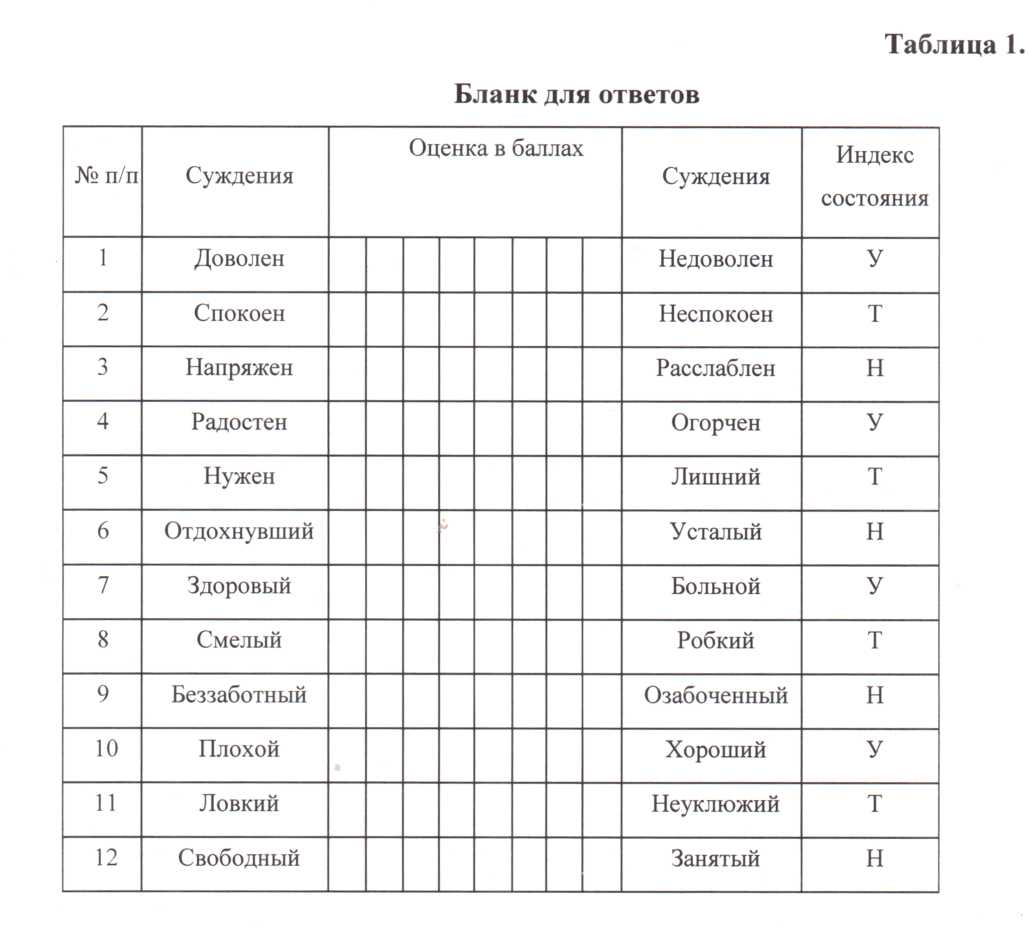 Таблица 1.
Бланк для ответов
№ п/п Суждения Оценка в баллах Суждения Индекс состояния
1 Доволен Недоволен У
2 Спокоен Неспокоен Т
3 Напряжен Расслаблен Н
4 Радостен Огорчен У
5 Нужен Лишний Т
6 Отдохнувший Усталый Н
7 Здоровый Больной У
8 Смелый Робкий Т
9 Беззаботный Озабоченный Н
10 Плохой Хороший У
11 Ловкий Неуклюжий Т
12 Свободный Занятый Н